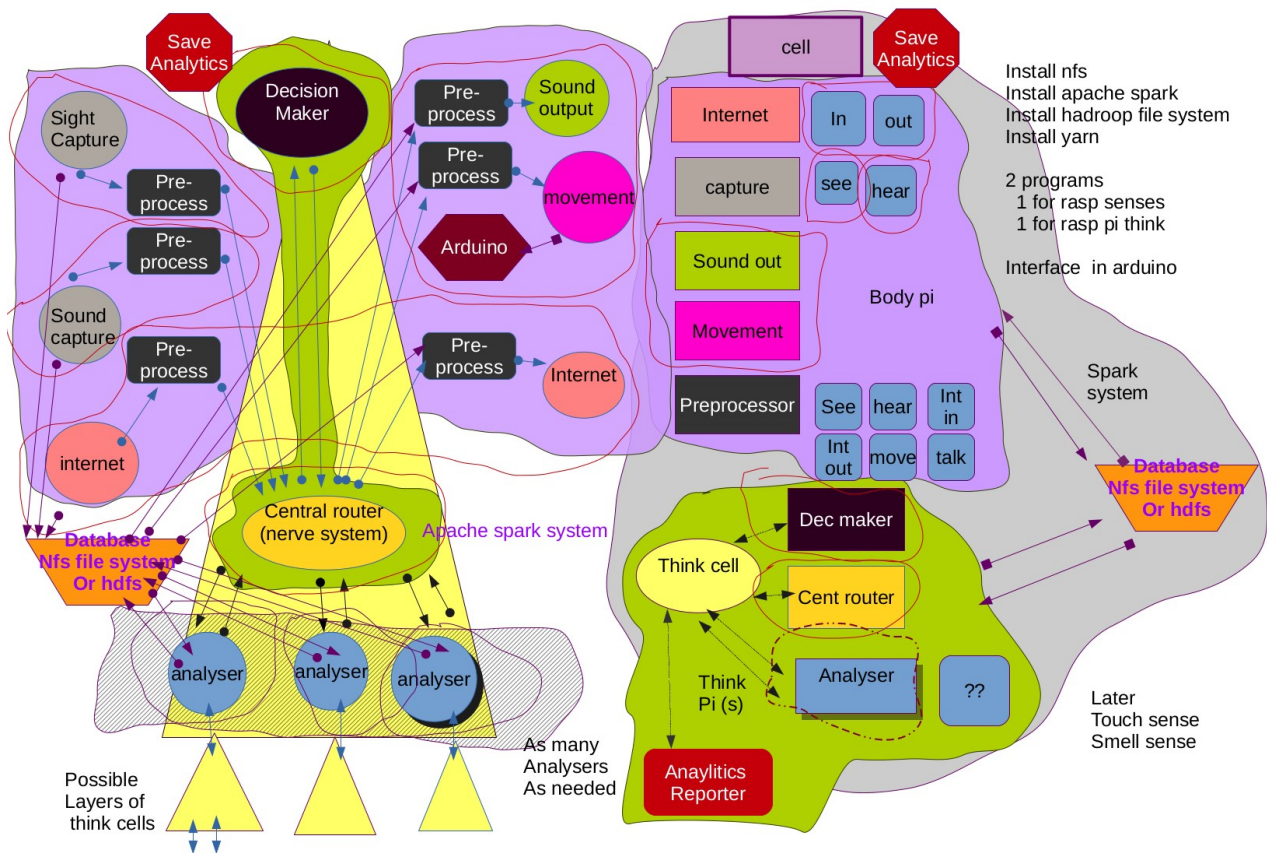 Save
Analytics
Decision
Maker
Sight
Capture
Pre-
process
Pre-
process
Sound
capture
Pre-
process
internet
Pre-
process
Sound
output
Pre-
process
movement
Arduino
Pre-
process
Internet
Central router
(nerve system)
Apache spark system
Database
Nfs file system
Or hdfs
analyser
analyser
analyser
As many
Analysers
As needed
Possible
Layers of
think cells
cell
Save
Analytics
Internet
In
out
capture
see
hear
Sound out
Movement
Body pi
Preprocessor
See
hear
Int
in
Int
out
move
talk
Install nfs
Install apache spark
Install hadroop file system
Install yarn
2 programs
1 for rasp senses
1 for rasp pi think
Interface in arduino
Spark
system
Database
Nfs file system
Or hdfs
Dec maker
Think cell
Cent router
Analyser
??
Think
Pi (s)
Anaylitics
Reporter
Later
Touch sense
Smell sense